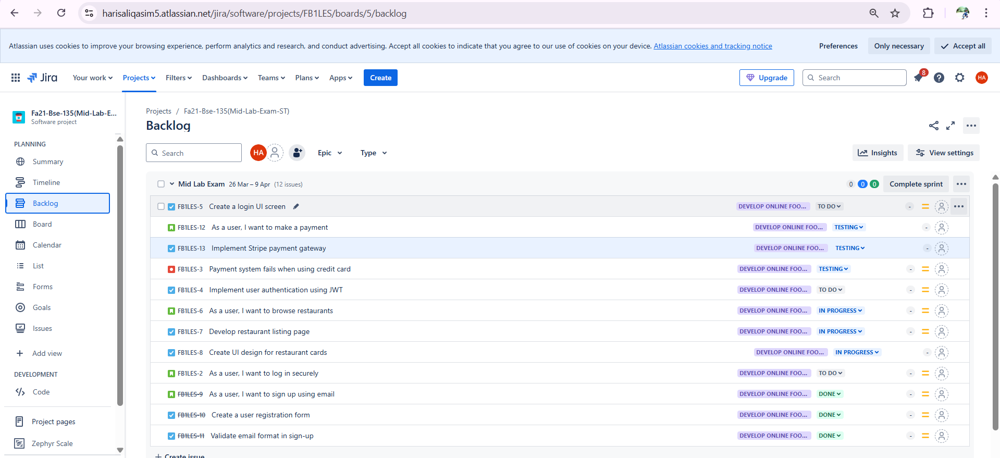 harisaliqasim5.atlassian.net/jira/software/projects/FB1LES/boards/5/backlog
Atlassian uses cookies to improve your browsing experience, perform analytics and research, and conduct advertising. Accept all cookies to indicate that you agree to our use of cookies on your device. Atlassian cookies and tracking notice
Preferences
Only necessary
Accept all
Jira
Your work
Projects
Filters
Dashboards
Teams
Plans
Apps
Create
Upgrade
Search
8
HA
Fa21-Bse-135(Mid-Lab-E...
Software project
PLANNING
Summary
Timeline
Backlog
Board
Calendar
List
Forms
Goals
Issues
Add view
DEVELOPMENT
Code
Project pages
Zephyr Scale
Projects / Fa21-Bse-135(Mid-Lab-Exam-ST)
Backlog
Search
HA
Epic
Type
Insights
View settings
Mid Lab Exam 26 Mar – 9 Apr (12 issues) 0 0 0 Complete sprint
FB1LES-5 Create a login UI screen DEVELOP ONLINE FOO... TO DO -
FB1LES-12 As a user, I want to make a payment DEVELOP ONLINE FOO... TESTING -
FB1LES-13 Implement Stripe payment gateway DEVELOP ONLINE FOO... TESTING -
FB1LES-3 Payment system fails when using credit card DEVELOP ONLINE FOO... TESTING -
FB1LES-4 Implement user authentication using JWT DEVELOP ONLINE FOO... TO DO -
FB1LES-6 As a user, I want to browse restaurants DEVELOP ONLINE FOO... IN PROGRESS -
FB1LES-7 Develop restaurant listing page DEVELOP ONLINE FOO... IN PROGRESS -
FB1LES-8 Create UI design for restaurant cards DEVELOP ONLINE FOO... IN PROGRESS -
FB1LES-2 As a user, I want to log in securely DEVELOP ONLINE FOO... TO DO -
FB1LES-9 As a user, I want to sign up using email DEVELOP ONLINE FOO... DONE -
FB1LES-10 Create a user registration form DEVELOP ONLINE FOO... DONE -
FB1LES-11 Validate email format in sign-up DEVELOP ONLINE FOO... DONE -
+ Create issue